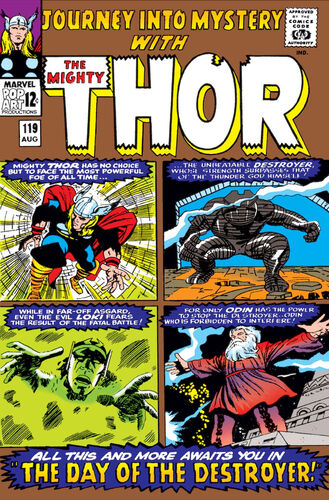 JOURNEY INTO MYSTERY
WITH
THE MIGHTY
THOR
APPROVED
BY THE
COMICS
CODE
AUTHORITY
IND.
MARVEL
POP
ART
PRODUCTIONS
12¢
119
AUG
MIGHTY THOR HAS NO CHOICE
BUT TO FACE THE MOST POWERFUL
FOE OF ALL TIME...
THE UNBEATABLE DESTROYER,
WHOSE STRENGTH SURPASSES THAT
OF THE THUNDER GOD HIMSELF!
WHILE IN FAR-OFF ASGARD,
EVEN THE EVIL LOKI FEARS
THE RESULT OF THE FATAL BATTLE!
FOR ONLY ODIN HAS THE POWER
TO STOP THE DESTROYER...ODIN
WHO IS FORBIDDEN TO INTERFERE!
ALL THIS AND MORE AWAITS YOU IN
"THE DAY OF THE DESTROYER!"